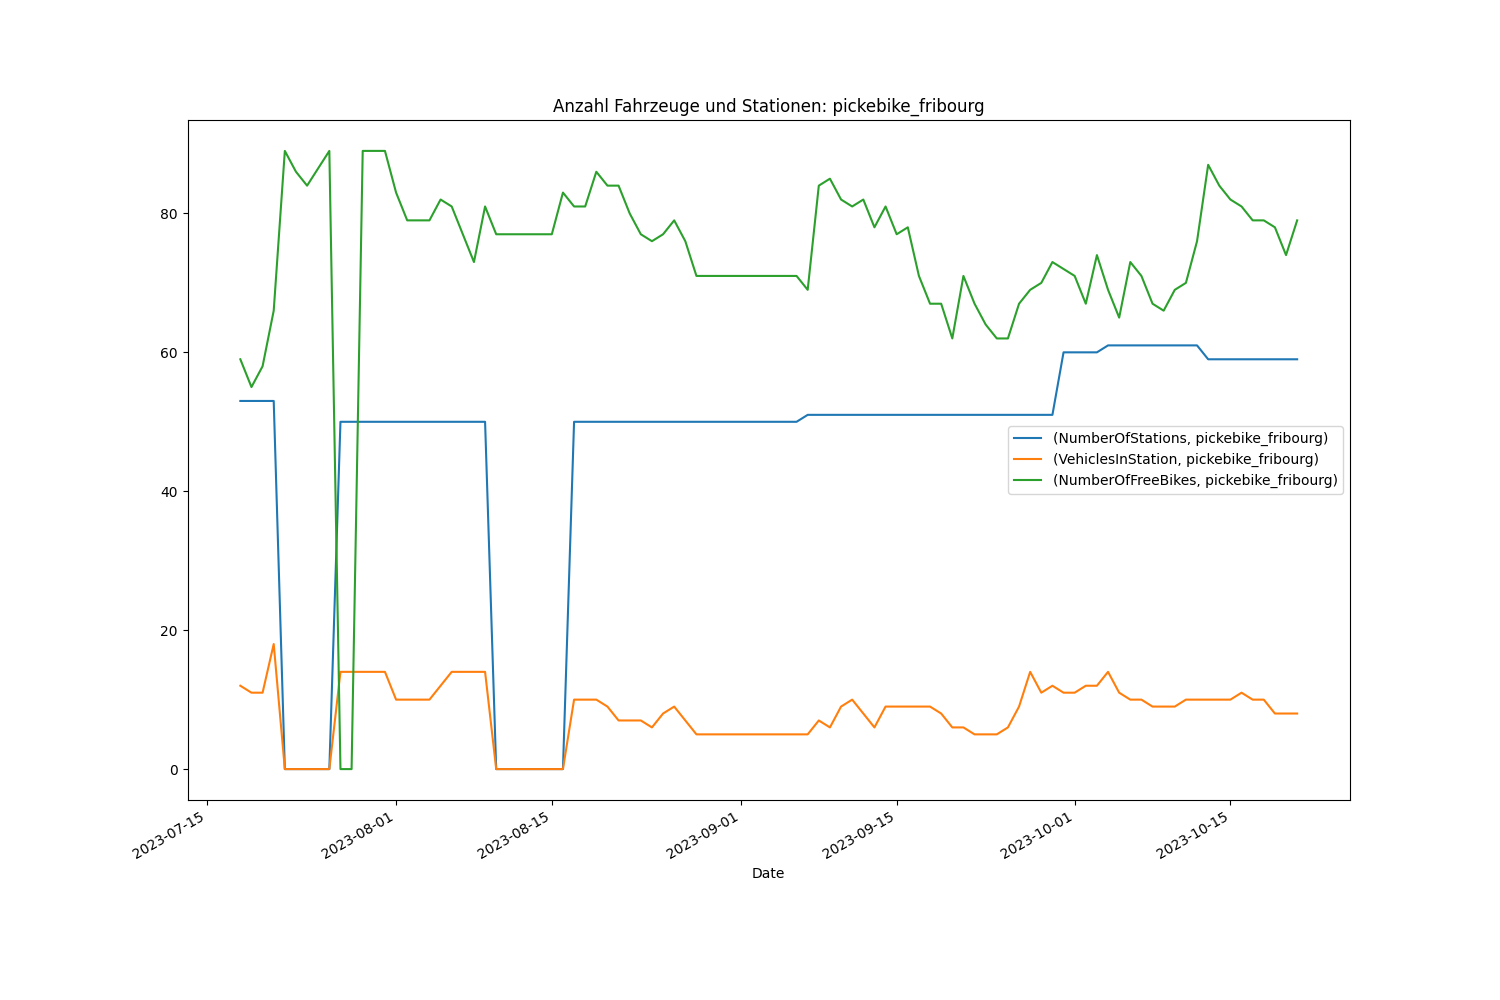 Anzahl Fahrzeuge und Stationen: pickebike_fribourg
80
60
40
20
0
(NumberOfStations, pickebike_fribourg)
(VehiclesInStation, pickebike_fribourg)
(NumberOfFreeBikes, pickebike_fribourg)
2023-07-15
2023-08-01
2023-08-15
2023-09-01
2023-09-15
2023-10-01
2023-10-15
Date